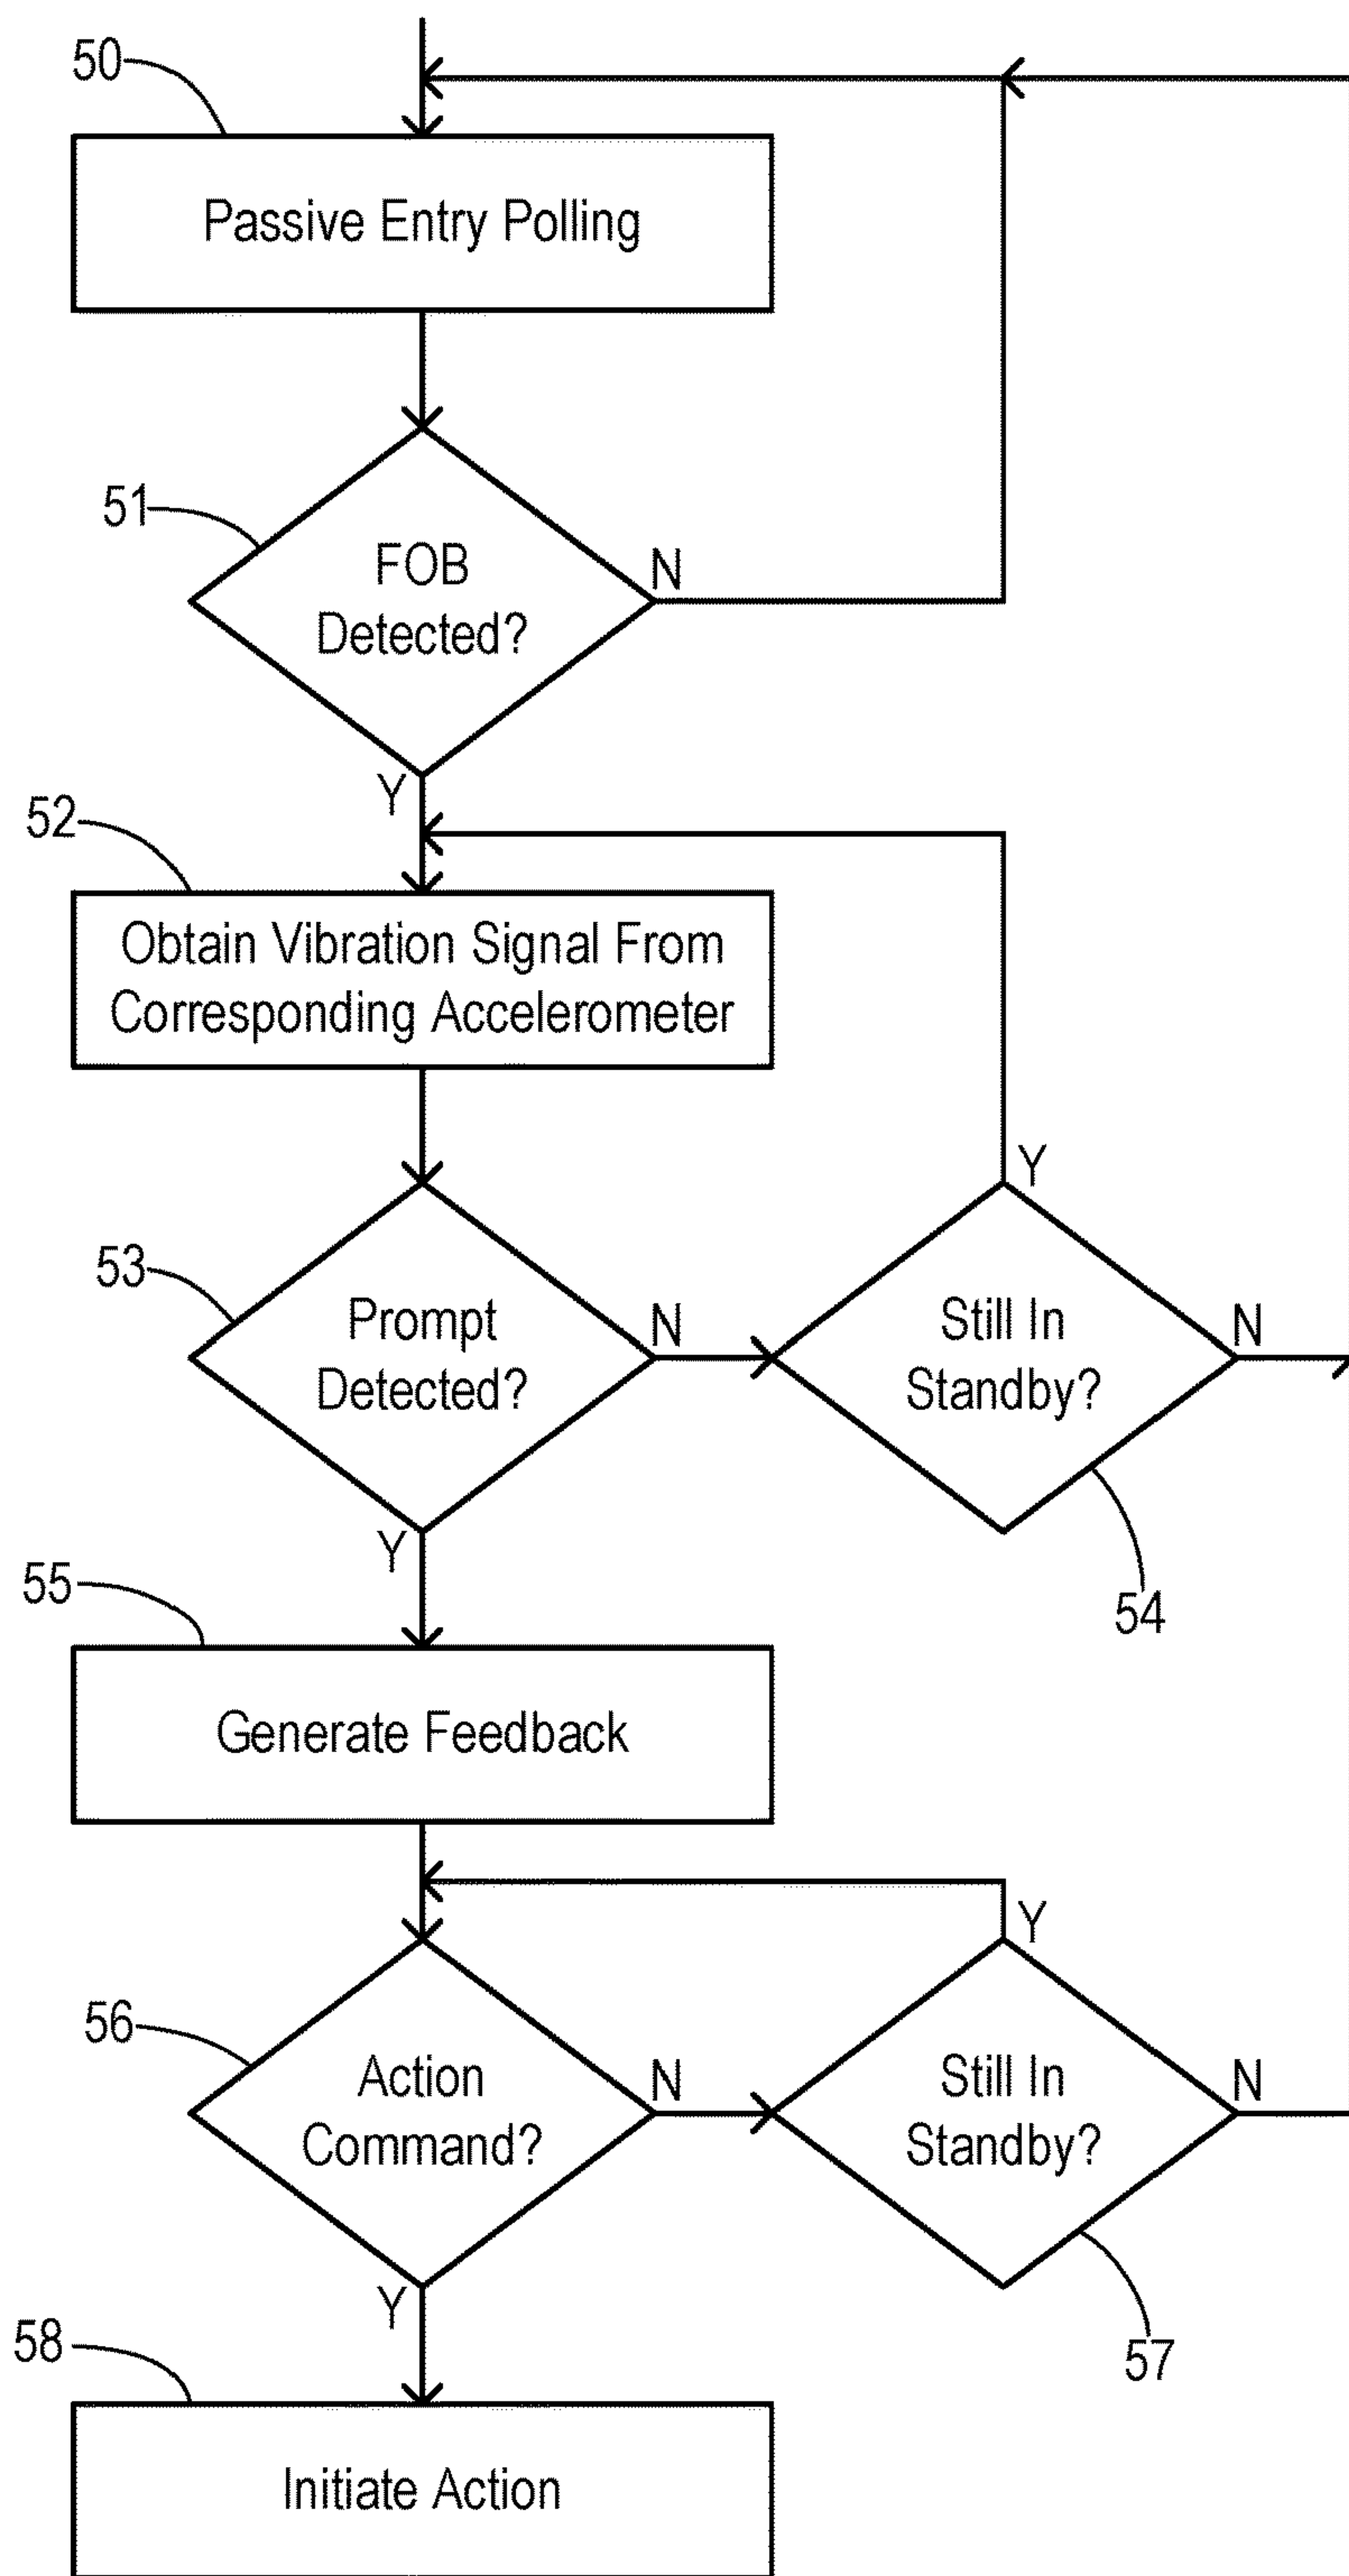 50
Passive Entry Polling
51
FOB
Detected?
N
Y
52
Obtain Vibration Signal From
Corresponding Accelerometer
53
Prompt
Detected?
N
Y
Still In
Standby?
Y
N
54
55
Generate Feedback
56
Action
Command?
N
Y
Still In
Standby?
Y
N
57
58
Initiate Action